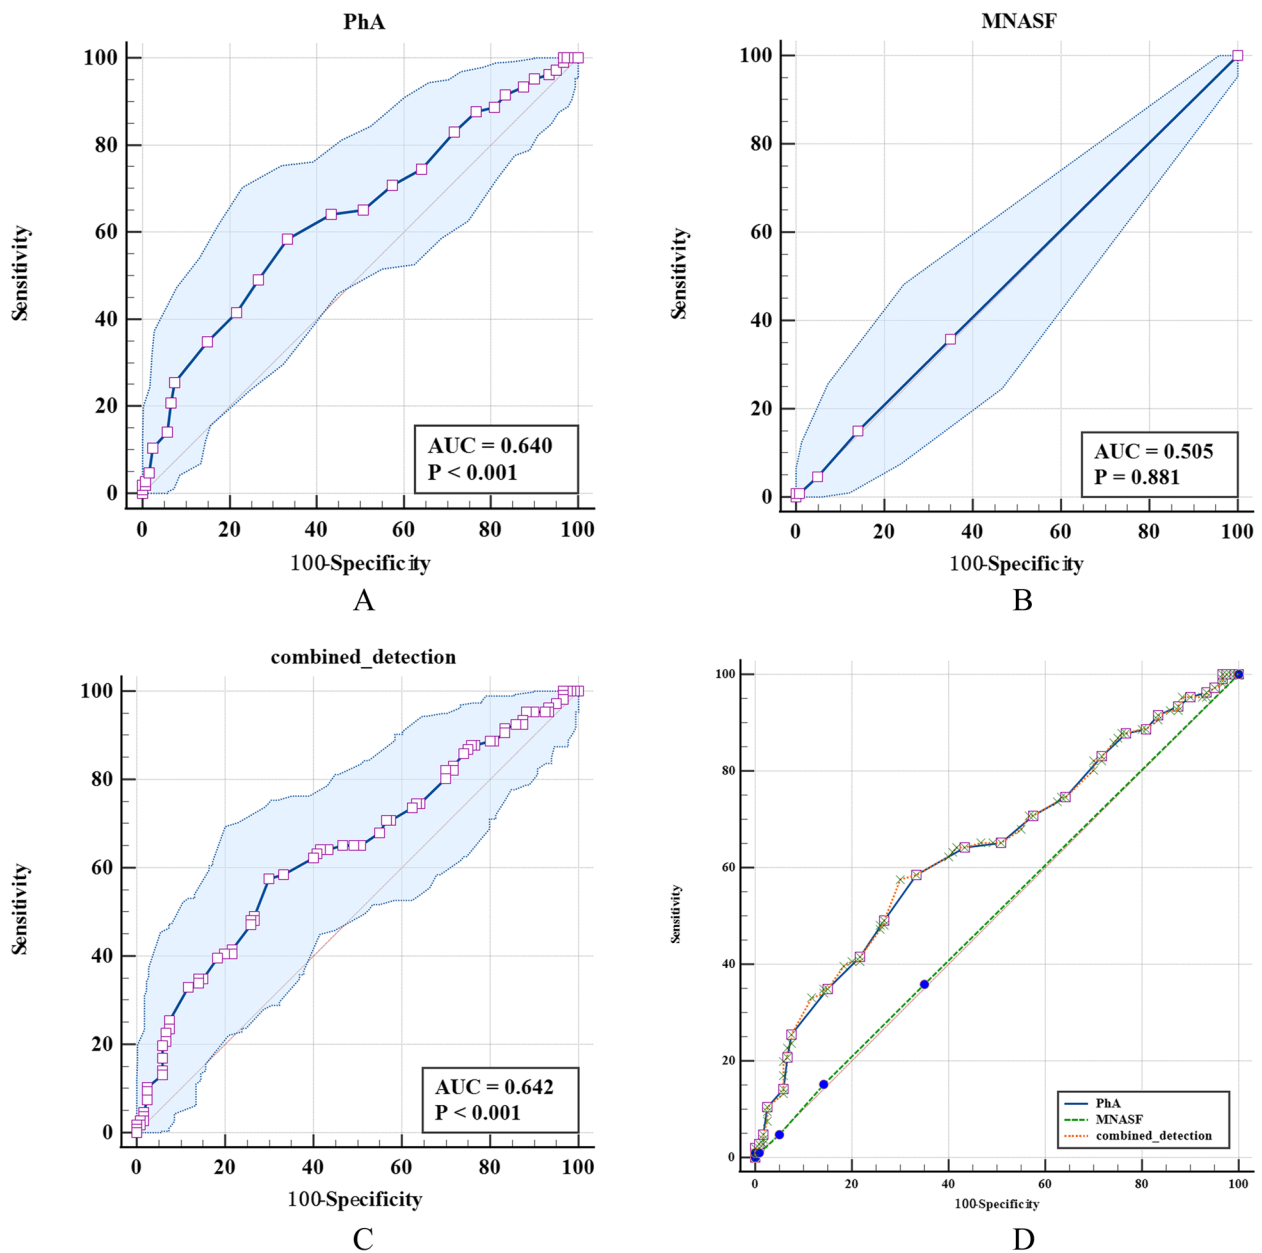 PhA
100
80
60
40
20
0
Sensitivity
AUC = 0.640
P < 0.001
0 20 40 60 80 100
100-Specificity
A
MNASF
100
80
60
40
20
0
Sensitivity
AUC = 0.505
P = 0.881
0 20 40 60 80 100
100-Specificity
B
combined_detection
100
80
60
40
20
0
Sensitivity
AUC = 0.642
P < 0.001
0 20 40 60 80 100
100-Specificity
C
100
80
60
40
20
0
Sensitivity
PhA
MNASF
combined_detection
0 20 40 60 80 100
100-Specificity
D